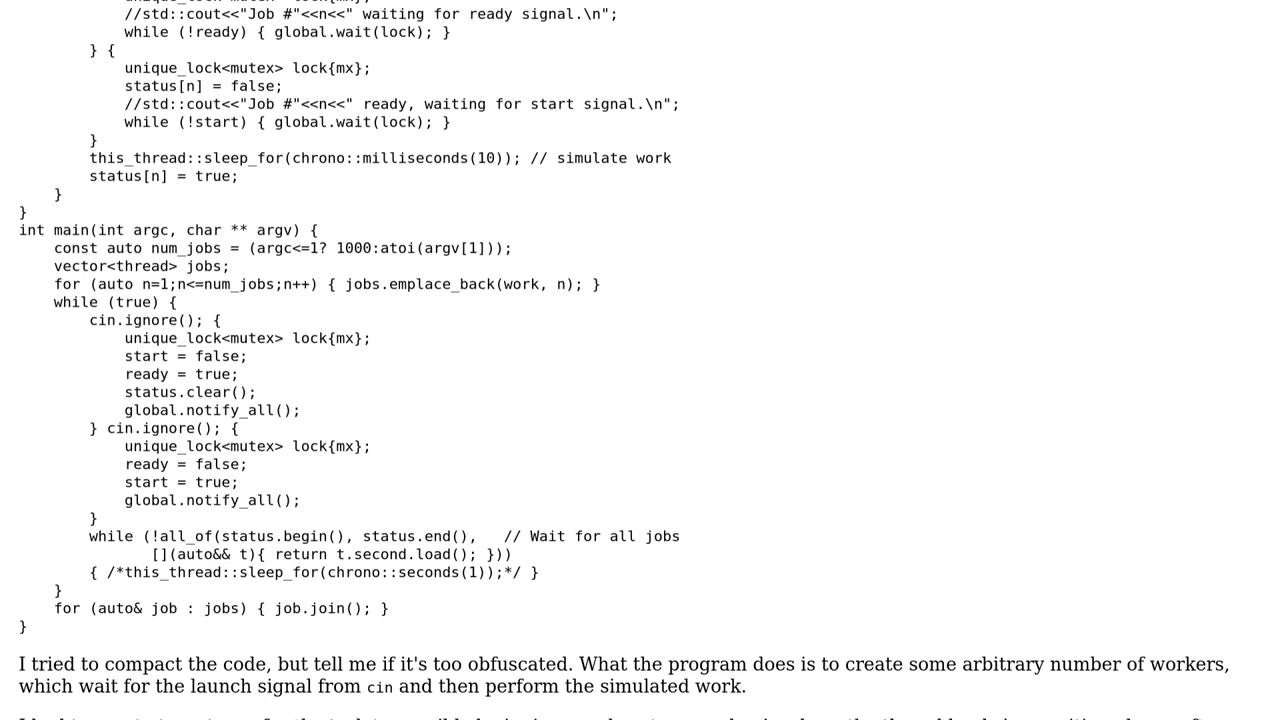 //std::cout<<"Job #"<<n<<" waiting for ready signal.\n";
while (!ready) { global.wait(lock); }
} {
unique_lock<mutex> lock{mx};
status[n] = false;
//std::cout<<"Job #"<<n<<" ready, waiting for start signal.\n";
while (!start) { global.wait(lock); }
}
this_thread::sleep_for(chrono::milliseconds(10)); // simulate work
status[n] = true;
}
}
int main(int argc, char ** argv) {
const auto num_jobs = (argc<=1? 1000:atoi(argv[1]));
vector<thread> jobs;
for (auto n=1;n<=num_jobs;n++) { jobs.emplace_back(work, n); }
while (true) {
cin.ignore(); {
unique_lock<mutex> lock{mx};
start = false;
ready = true;
status.clear();
global.notify_all();
} cin.ignore(); {
unique_lock<mutex> lock{mx};
ready = false;
start = true;
global.notify_all();
}
while (!all_of(status.begin(), status.end(),   // Wait for all jobs
[](auto&& t){ return t.second.load(); }))
{ /*this_thread::sleep_for(chrono::seconds(1));*/ }
}
for (auto& job : jobs) { job.join(); }
}
I tried to compact the code, but tell me if it's too obfuscated. What the program does is to create some arbitrary number of workers,
which wait for the launch signal from cin and then perform the simulated work.